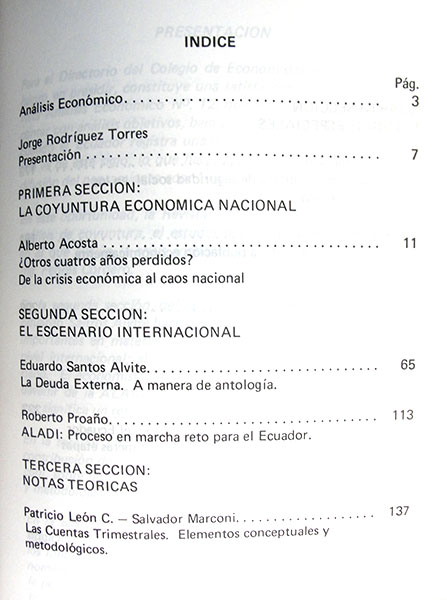 INDICE
Pág.
Análisis Económico. . . . . . . . . . . . . . . . . . . . . . . . . . 3
Jorge Rodríguez Torres
Presentación . . . . . . . . . . . . . . . . . . . . . . . . . . . . . . 7
PRIMERA SECCION:
LA COYUNTURA ECONOMICA NACIONAL
Alberto Acosta . . . . . . . . . . . . . . . . . . . . . . . . . . . . 11
¿Otros cuatros años perdidos?
De la crisis económica al caos nacional
SEGUNDA SECCION:
EL ESCENARIO INTERNACIONAL
Eduardo Santos Alvite. . . . . . . . . . . . . . . . . . . . . . . 65
La Deuda Externa. A manera de antología.
Roberto Proaño. . . . . . . . . . . . . . . . . . . . . . . . . . . 113
ALADI: Proceso en marcha reto para el Ecuador.
TERCERA SECCION:
NOTAS TEORICAS
Patricio León C. — Salvador Marconi. . . . . . . . . . . . . 137
Las Cuentas Trimestrales. Elementos conceptuales y
metodológicos.